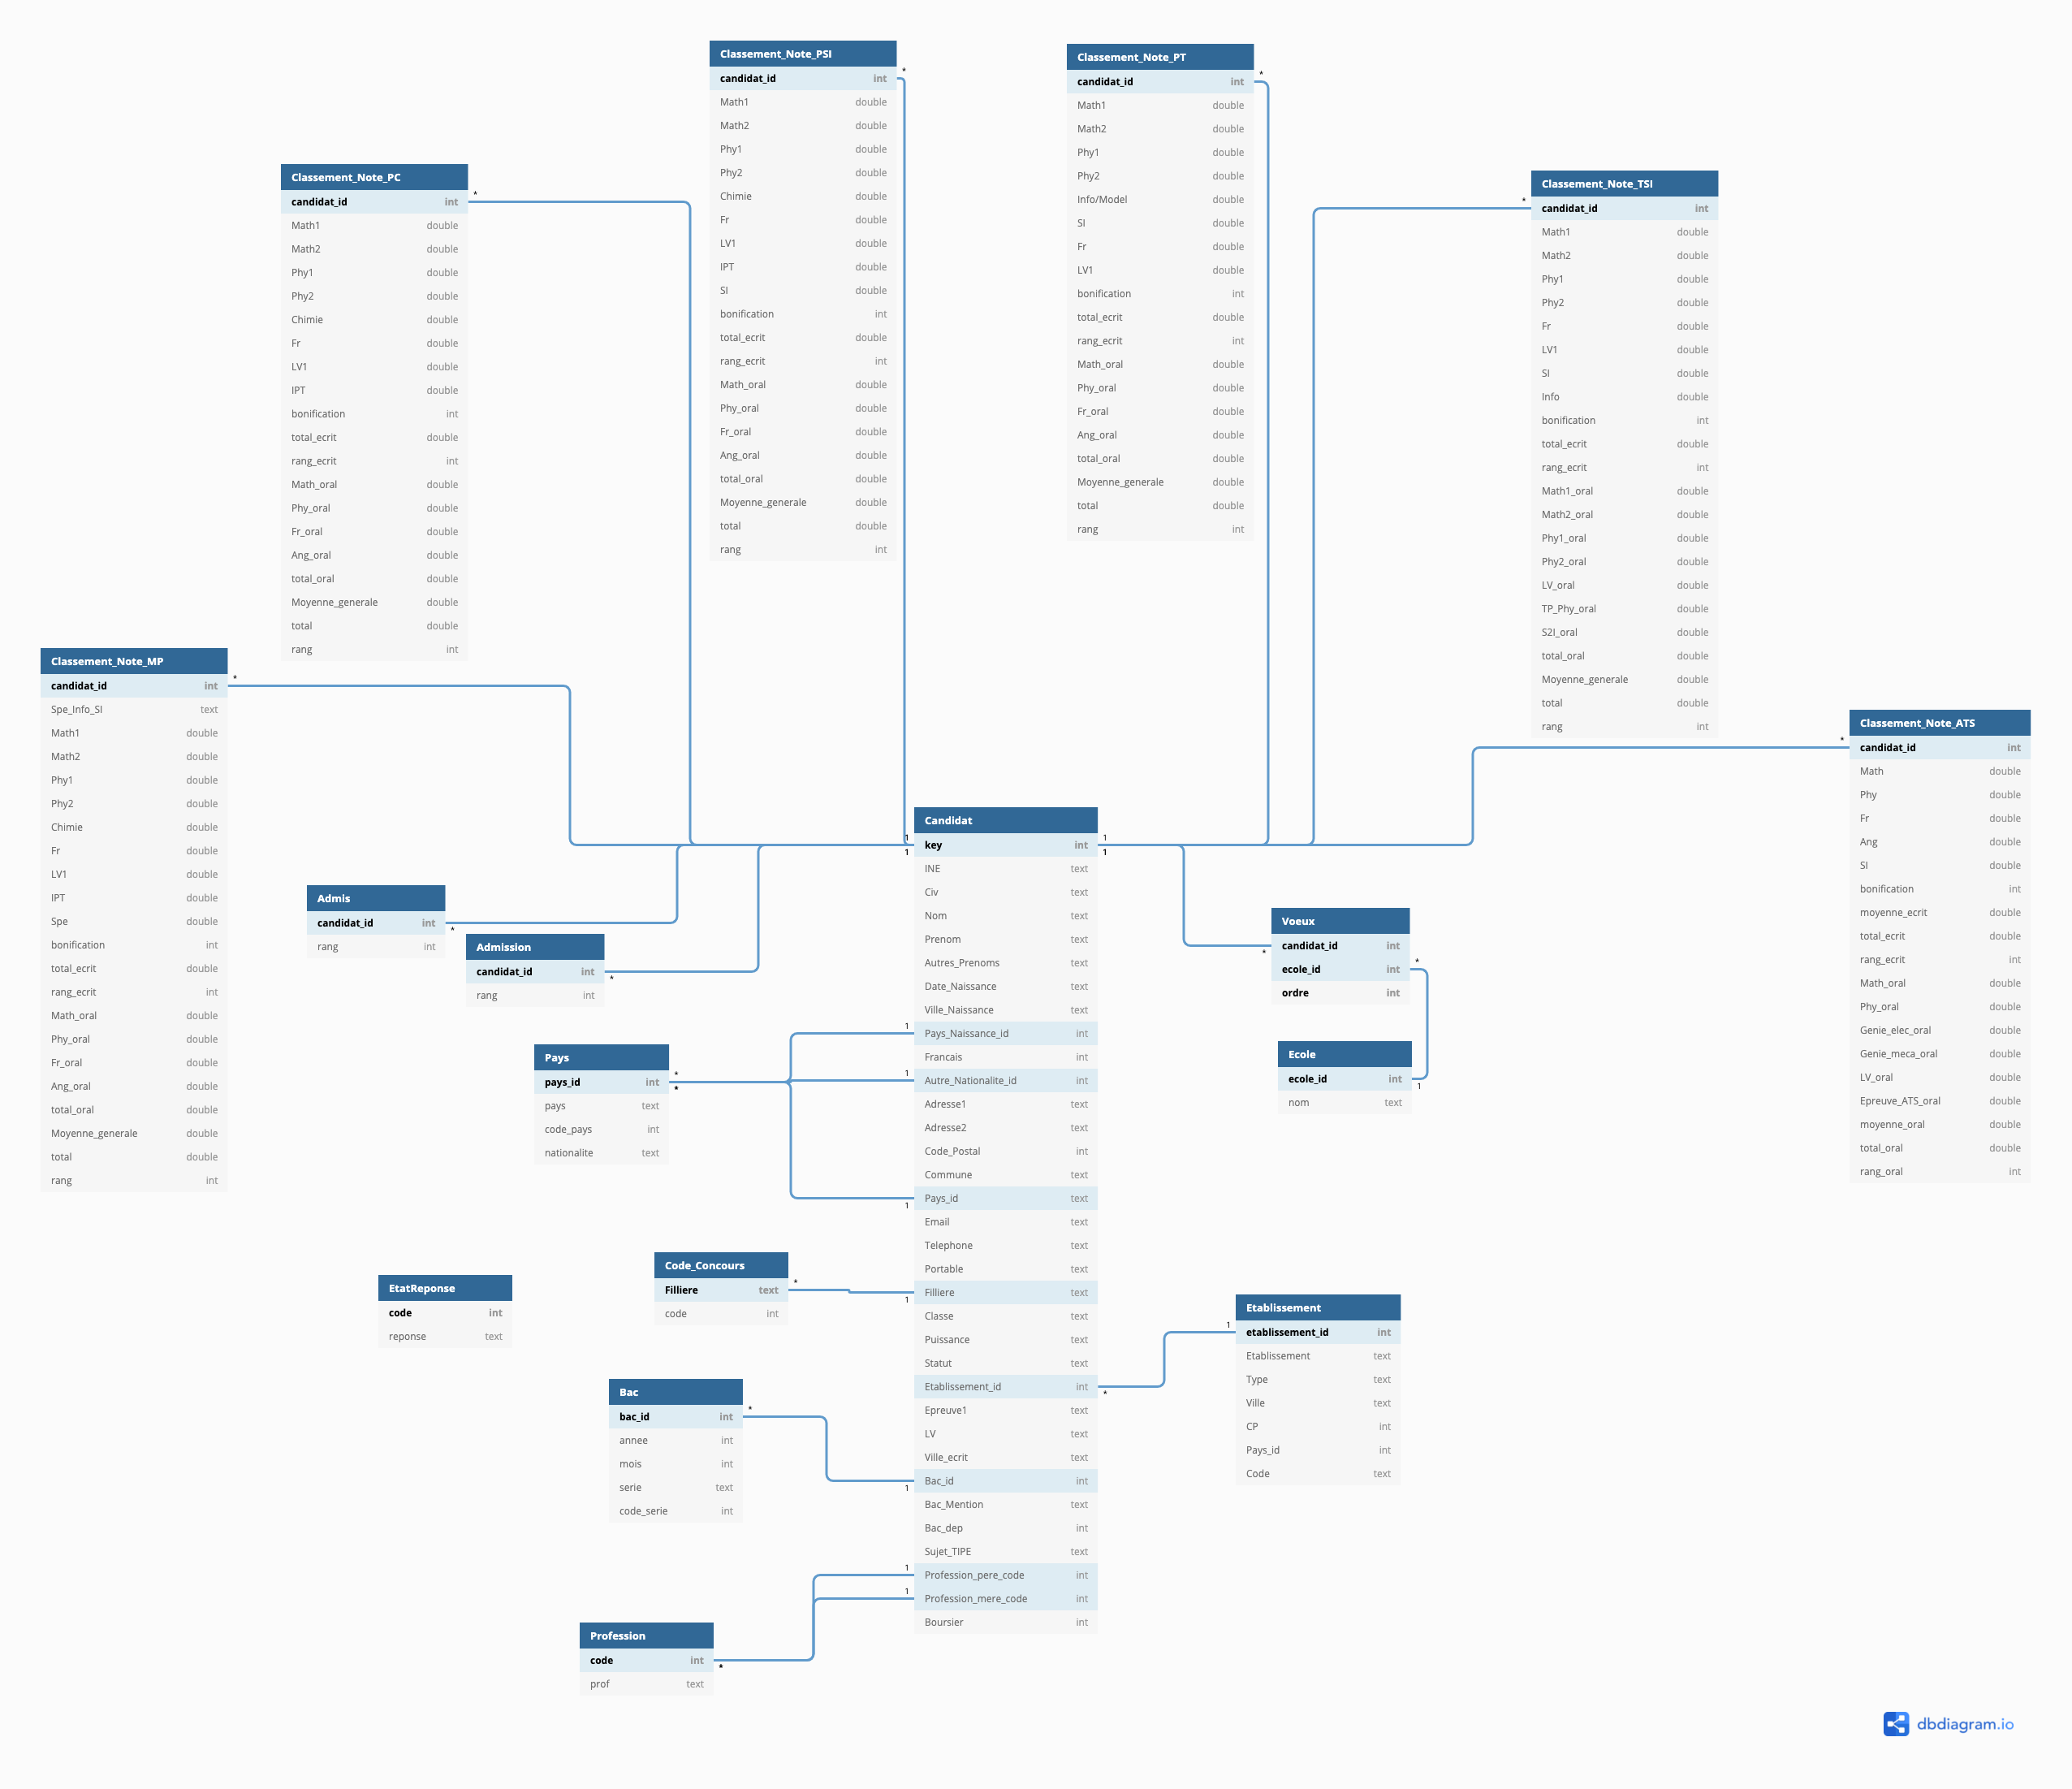 Classement_Note_PSI
candidat_id int
Math1 double
Math2 double
Phy1 double
Phy2 double
Chimie double
Fr double
LV1 double
IPT double
SI double
bonification int
total_ecrit double
rang_ecrit int
Math_oral double
Phy_oral double
Fr_oral double
Ang_oral double
total_oral double
Moyenne_generale double
total double
rang int
*
Classement_Note_PT
candidat_id int
Math1 double
Math2 double
Phy1 double
Phy2 double
Info/Model double
SI double
Fr double
LV1 double
bonification int
total_ecrit double
rang_ecrit int
Math_oral double
Phy_oral double
Fr_oral double
Ang_oral double
total_oral double
Moyenne_generale double
total double
rang int
*
Classement_Note_PC
candidat_id int
Math1 double
Math2 double
Phy1 double
Phy2 double
Chimie double
Fr double
LV1 double
IPT double
bonification int
total_ecrit double
rang_ecrit int
Math_oral double
Phy_oral double
Fr_oral double
Ang_oral double
total_oral double
Moyenne_generale double
total double
rang int
*
Classement_Note_TSI
candidat_id int
Math1 double
Math2 double
Phy1 double
Phy2 double
Fr double
LV1 double
SI double
Info double
bonification int
total_ecrit double
rang_ecrit int
Math1_oral double
Math2_oral double
Phy1_oral double
Phy2_oral double
LV_oral double
TP_Phy_oral double
S2I_oral double
total_oral double
Moyenne_generale double
total double
rang int
*
Classement_Note_MP
candidat_id int
Spe_Info_SI text
Math1 double
Math2 double
Phy1 double
Phy2 double
Chimie double
Fr double
LV1 double
IPT double
Spe double
bonification int
total_ecrit double
rang_ecrit int
Math_oral double
Phy_oral double
Fr_oral double
Ang_oral double
total_oral double
Moyenne_generale double
total double
rang int
*
Classement_Note_ATS
candidat_id int
Math double
Phy double
Fr double
Ang double
SI double
bonification int
moyenne_ecrit double
total_ecrit double
rang_ecrit int
Math_oral double
Phy_oral double
Genie_elec_oral double
Genie_meca_oral double
LV_oral double
Epreuve_ATS_oral double
moyenne_oral double
total_oral double
rang_oral int
*
Candidat
key int
INE text
Civ text
Nom text
Prenom text
Autres_Prenoms text
Date_Naissance text
Ville_Naissance text
Pays_Naissance_id int
Francais int
Autre_Nationalite_id int
Adresse1 text
Adresse2 text
Code_Postal int
Commune text
Pays_id text
Email text
Telephone text
Portable text
Filliere text
Classe text
Puissance text
Statut text
Etablissement_id int
Epreuve1 text
LV text
Ville_ecrit text
Bac_id int
Bac_Mention text
Bac_dep int
Sujet_TIPE text
Profession_pere_code int
Profession_mere_code int
Boursier int
1
1
1
1
1
1
1
1
1
1
1
*
Admis
candidat_id int
rang int
*
Admission
candidat_id int
rang int
*
Voeux
candidat_id int
ecole_id int
ordre int
*
*
Ecole
ecole_id int
nom text
1
Pays
pays_id int
pays text
code_pays int
nationalite text
*
*
Code_Concours
Filliere text
code int
*
EtatReponse
code int
reponse text
Etablissement
etablissement_id int
Etablissement text
Type text
Ville text
CP int
Pays_id int
Code text
1
Bac
bac_id int
annee int
mois int
serie text
code_serie int
*
Profession
code int
prof text
*
dbdiagram.io